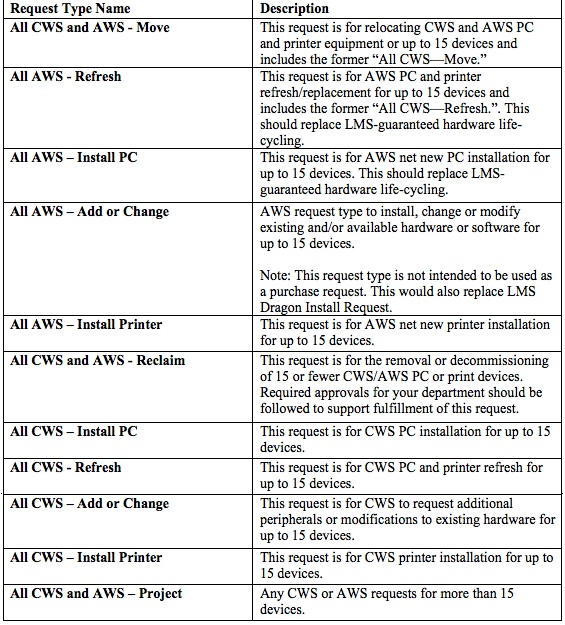 Request Type Name
Description
All CWS and AWS - Move
This request is for relocating CWS and AWS PC
and printer equipment or up to 15 devices and
includes the former “All CWS—Move.”
All AWS - Refresh
This request is for AWS PC and printer
refresh/replacement for up to 15 devices and
includes the former “All CWS—Refresh.”. This
should replace LMS-guaranteed hardware life-
cycling.
All AWS – Install PC
This request is for AWS net new PC installation for
up to 15 devices. This should replace LMS-
guaranteed hardware life-cycling.
All AWS – Add or Change
AWS request type to install, change or modify
existing and/or available hardware or software for
up to 15 devices.
Note: This request type is not intended to be used as
a purchase request. This would also replace LMS
Dragon Install Request.
All AWS – Install Printer
This request is for AWS net new printer installation
for up to 15 devices.
All CWS and AWS - Reclaim
This request is for the removal or decommissioning
of 15 or fewer CWS/AWS PC or print devices.
Required approvals for your department should be
followed to support fulfillment of this request.
All CWS – Install PC
This request is for CWS PC installation for up to 15
devices.
All CWS - Refresh
This request is for CWS PC and printer refresh for
up to 15 devices.
All CWS – Add or Change
This request is for CWS to request additional
peripherals or modifications to existing hardware for
up to 15 devices.
All CWS – Install Printer
This request is for CWS printer installation for up to
15 devices.
All CWS and AWS – Project
Any CWS or AWS requests for more than 15
devices.